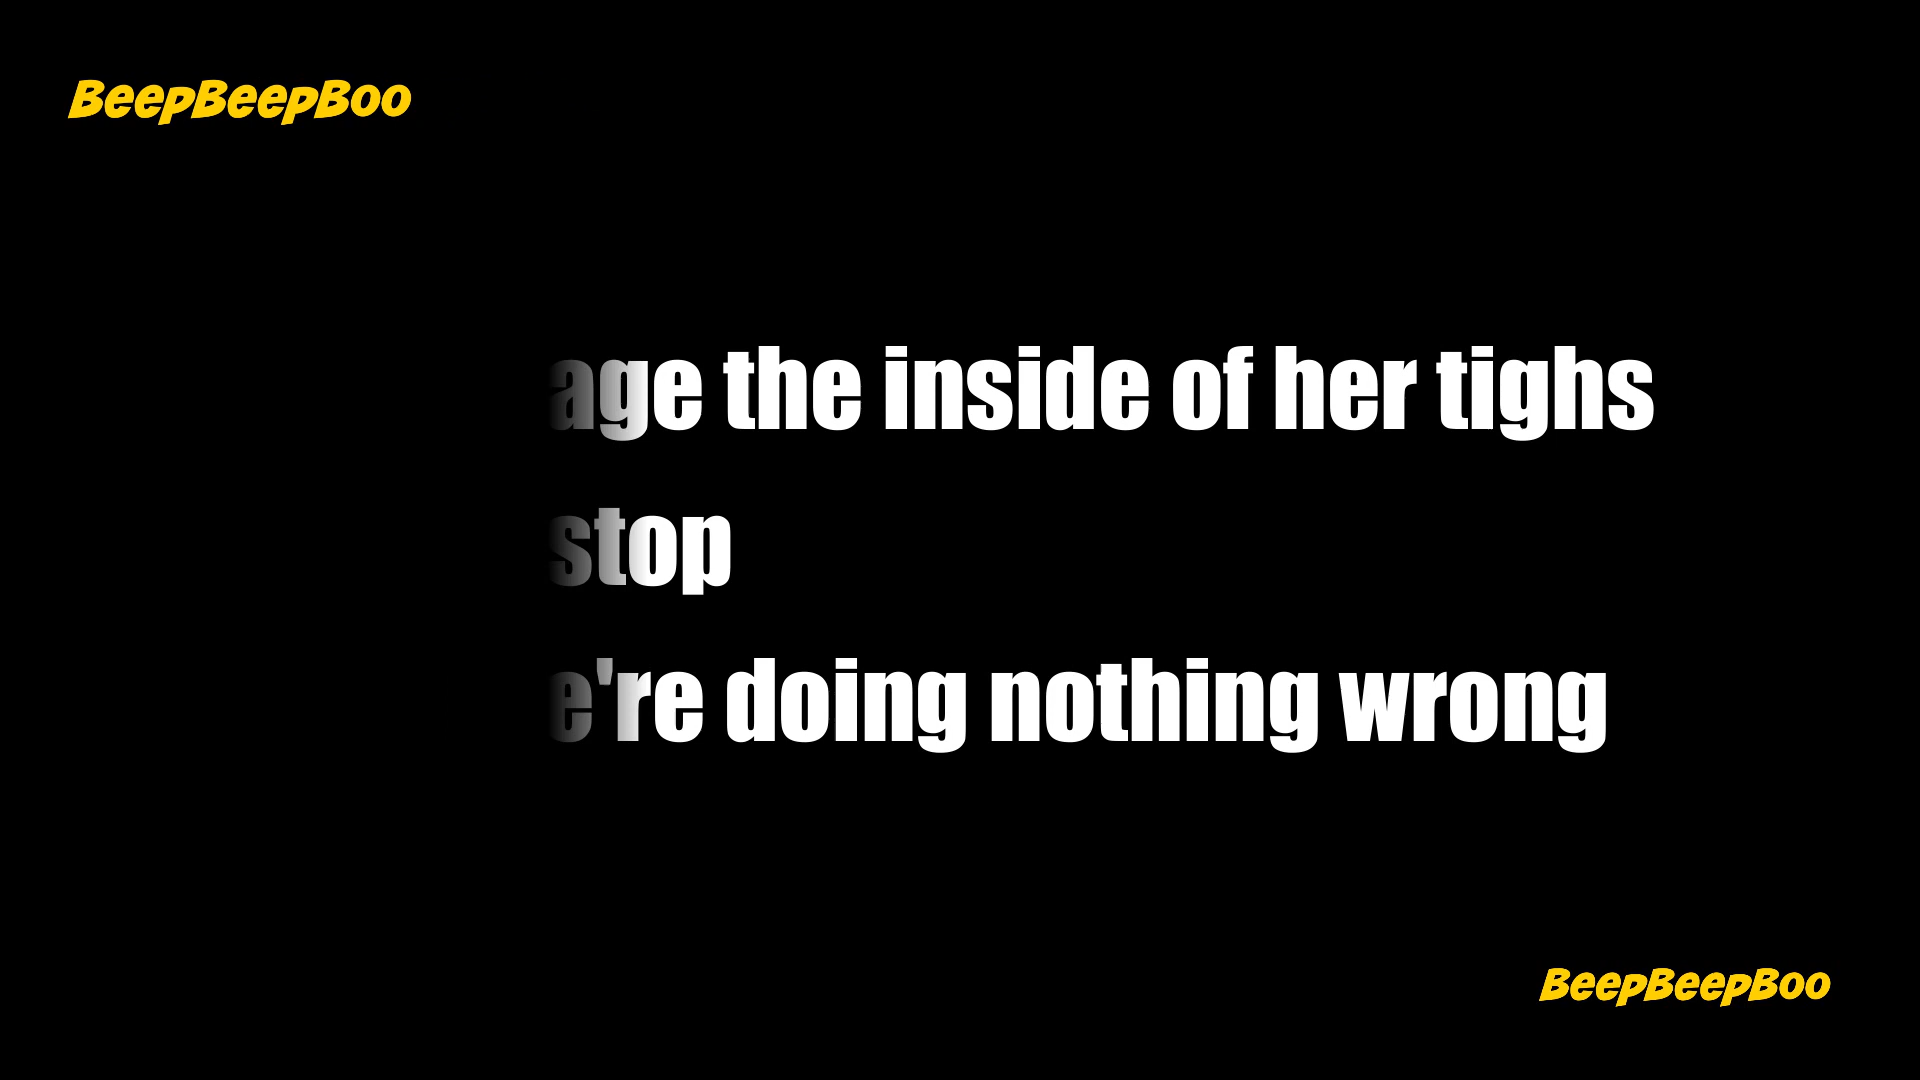 BeepBeepBoo
age the inside of her tighs
stop
e're doing nothing wrong
BeepBeepBoo